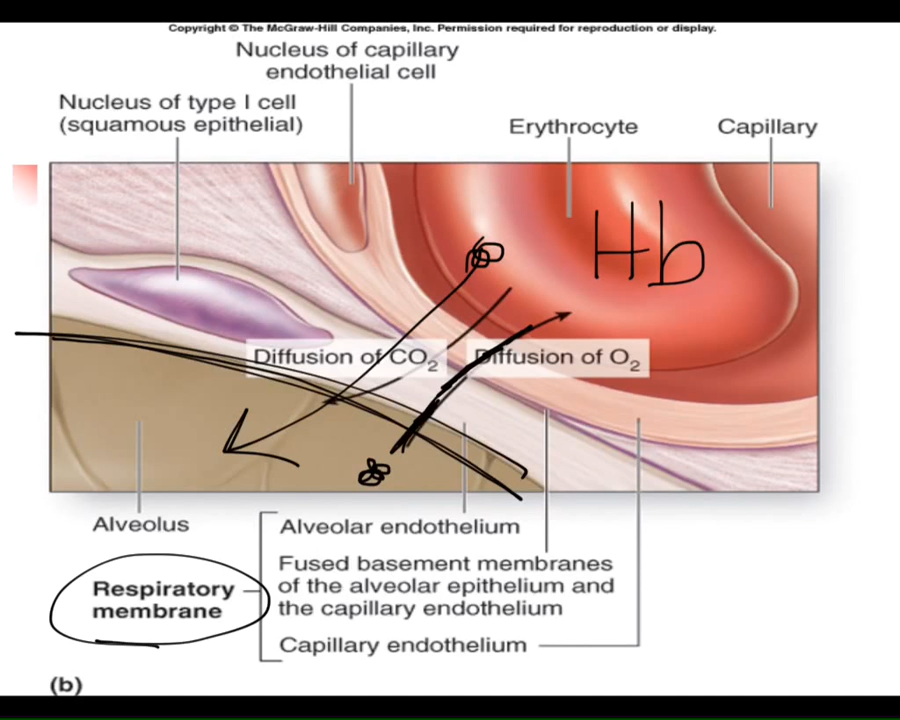 Copyright © The McGraw-Hill Companies, Inc. Permission required for reproduction or display.
Nucleus of capillary
endothelial cell
Nucleus of type I cell
(squamous epithelial)
Erythrocyte
Capillary
Hb
Diffusion of CO₂
Diffusion of O₂
Alveolus
Alveolar endothelium
Fused basement membranes
of the alveolar epithelium and
the capillary endothelium
Respiratory
membrane
Capillary endothelium
(b)